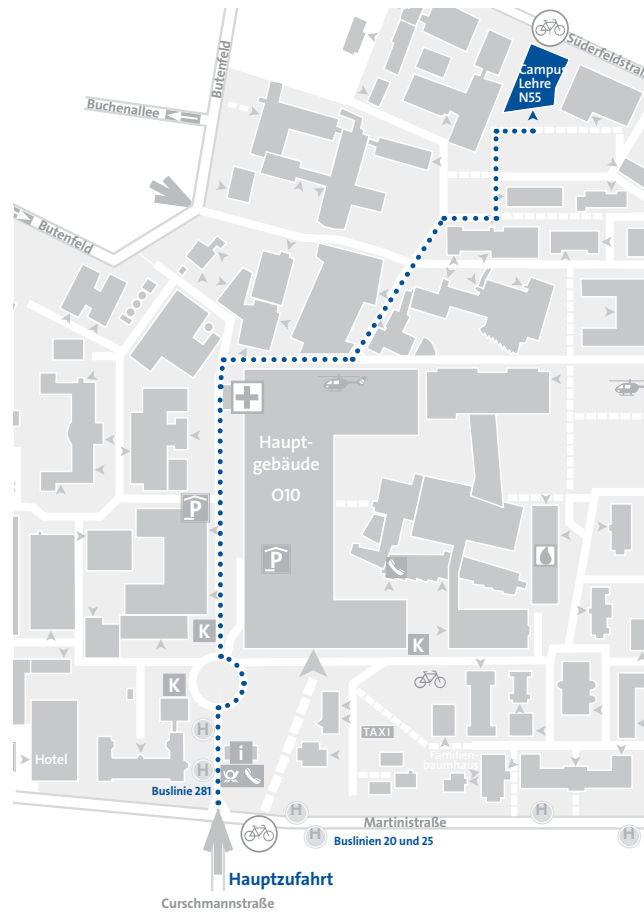 Süderfeldstraße
Butenfeld
Campus
Lehre
N55
Buchenallee
Butenfeld
Haupt-
gebäude
O10
P
P
K
K
K
H
TAXI
i
Familien-
baumhaus
Hotel
H
Buslinie 281
H
H
H
H
Martinistraße
Buslinien 20 und 25
Hauptzufahrt
Curschmannstraße